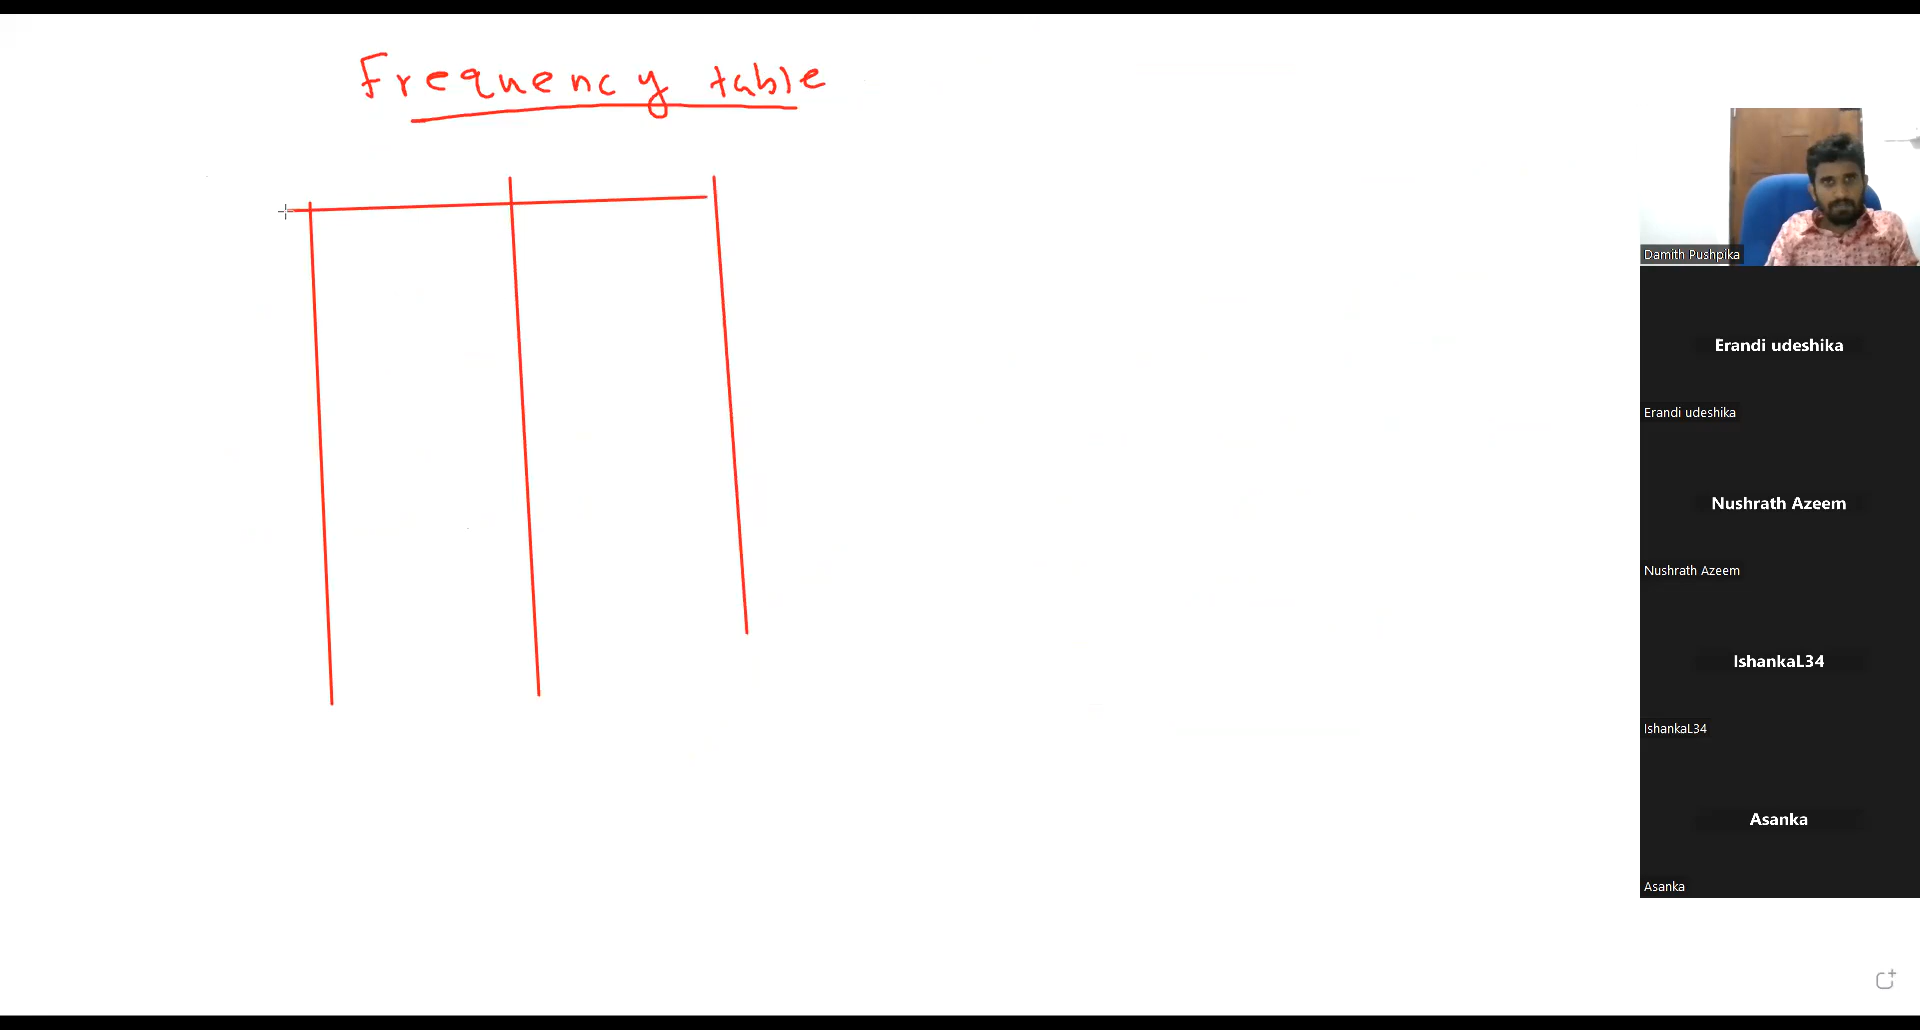 Frequency table
Damith Pushpika
Erandi udeshika
Erandi udeshika
Nushrath Azeem
Nushrath Azeem
IshankaL34
IshankaL34
Asanka
Asanka